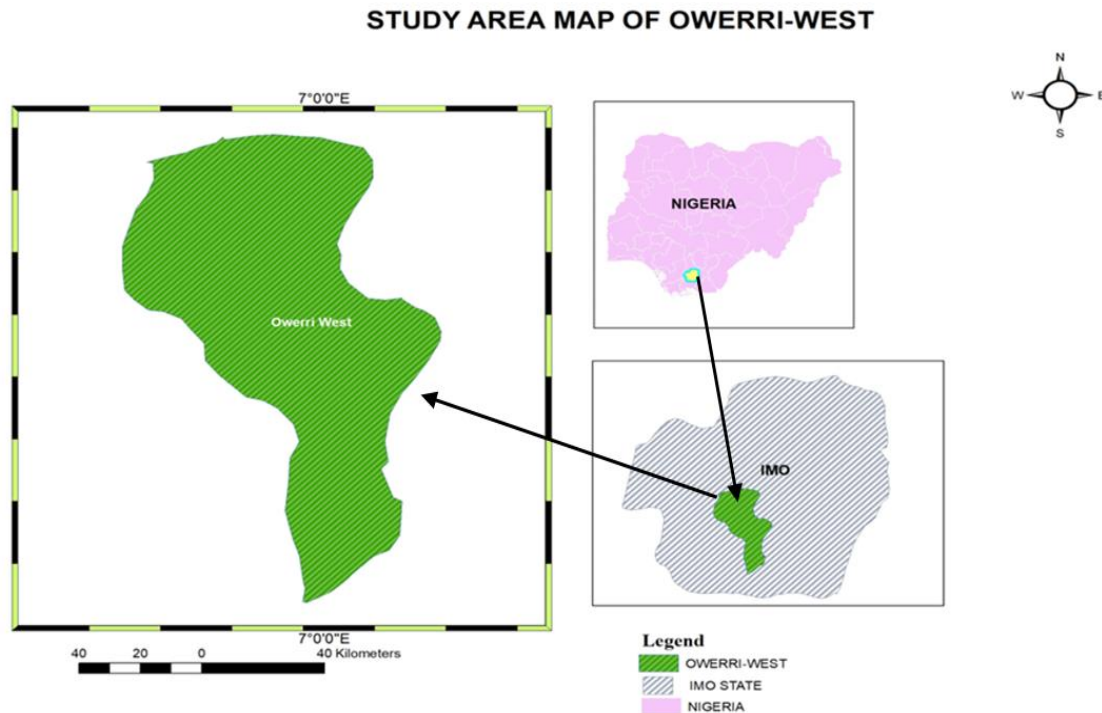 STUDY AREA MAP OF OWERRI-WEST
N
W E
S
7°0'0"E
NIGERIA
Owerri West
IMO
7°0'0"E
40 20 0 40 Kilometers
Legend
OWERRI-WEST
IMO STATE
NIGERIA